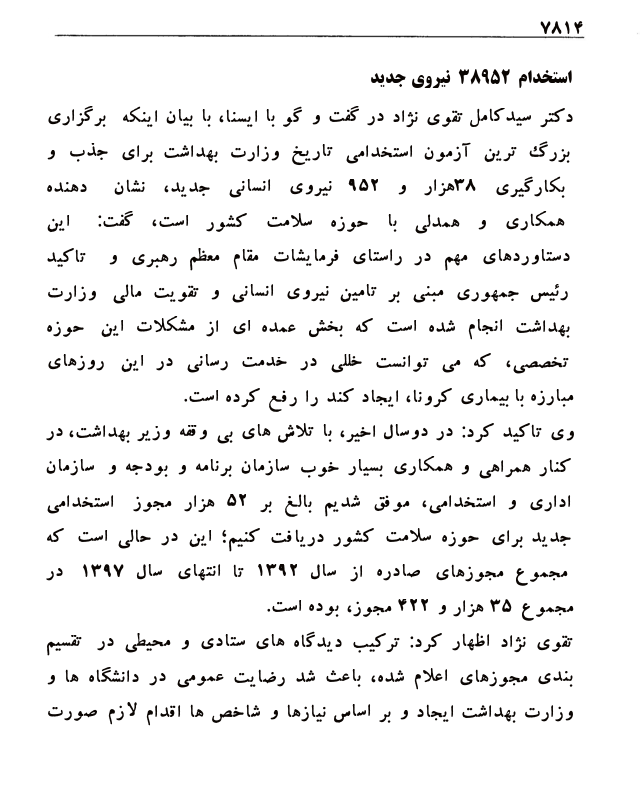 ۷۸۱۴
استخدام ۳۸۹۵۲ نیروی جدید
دکتر سیدکامل تقوی نژاد در گفت و گو با ایسنا، با بیان اینکه برگزاری
بزرگ ترین آزمون استخدامی تاریخ وزارت بهداشت برای جذب و
بکارگیری ۳۸هزار و ۹۵۲ نیروی انسانی جدید، نشان دهنده
همکاری و همدلی با حوزه سلامت کشور است، گفت: این
دستاوردهای مهم در راستای فرمایشات مقام معظم رهبری و تاکید
رئیس جمهوری مبنی بر تامین نیروی انسانی و تقویت مالی وزارت
بهداشت انجام شده است که بخش عمده ای از مشکلات این حوزه
تخصصی، که می توانست خللی در خدمت رسانی در این روزهای
مبارزه با بیماری کرونا، ایجاد کند را رفع کرده است.
وی تاکید کرد: در دوسال اخیر، با تلاش های بی وقفه وزیر بهداشت، در
کنار همراهی و همکاری بسیار خوب سازمان برنامه و بودجه و سازمان
اداری و استخدامی، موفق شدیم بالغ بر ۵۲ هزار مجوز استخدامی
جدید برای حوزه سلامت کشور دریافت کنیم؛ این در حالی است که
مجموع مجوزهای صادره از سال ۱۳۹۲ تا انتهای سال ۱۳۹۷ در
مجموع ۳۵ هزار و ۴۲۲ مجوز، بوده است.
تقوی نژاد اظهار کرد: ترکیب دیدگاه های ستادی و محیطی در تقسیم
بندی مجوزهای اعلام شده، باعث شد رضایت عمومی در دانشگاه ها و
وزارت بهداشت ایجاد و بر اساس نیازها و شاخص ها اقدام لازم صورت